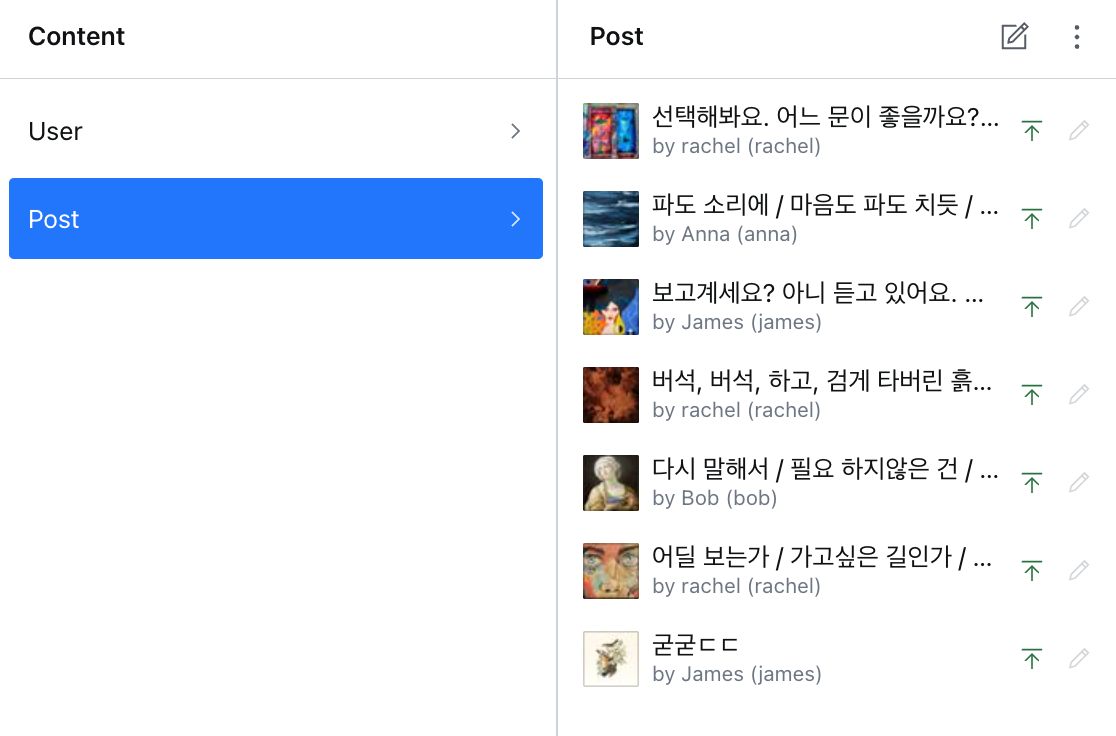 Content
User
Post
Post
선택해봐요. 어느 문이 좋을까요?...
by rachel (rachel)
파도 소리에 / 마음도 파도 치듯 / ...
by Anna (anna)
보고계세요? 아니 듣고 있어요. ...
by James (james)
버석, 버석, 하고, 검게 타버린 흙...
by rachel (rachel)
다시 말해서 / 필요 하지않은 건 / ...
by Bob (bob)
어딜 보는가 / 가고싶은 길인가 / ...
by rachel (rachel)
굳굳ㄷㄷ
by James (james)